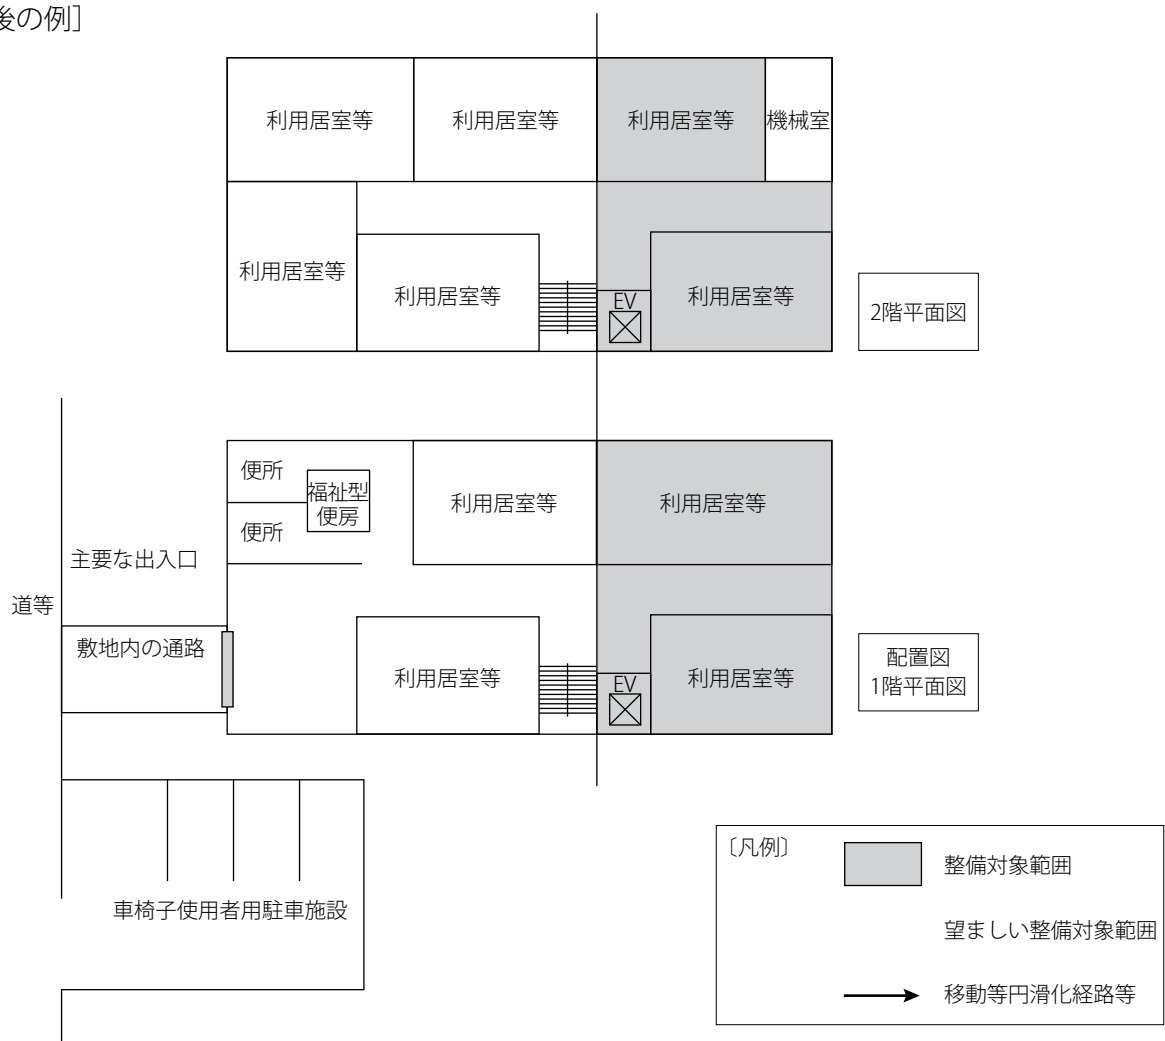 後の例］
利用居室等
利用居室等
利用居室等
機械室
利用居室等
利用居室等
EV
利用居室等
2階平面図
便所
福祉型
便房
便所
利用居室等
利用居室等
主要な出入口
道等
敷地内の通路
利用居室等
EV
利用居室等
配置図
1階平面図
車椅子使用者用駐車施設
〔凡例〕
整備対象範囲
望ましい整備対象範囲
移動等円滑化経路等